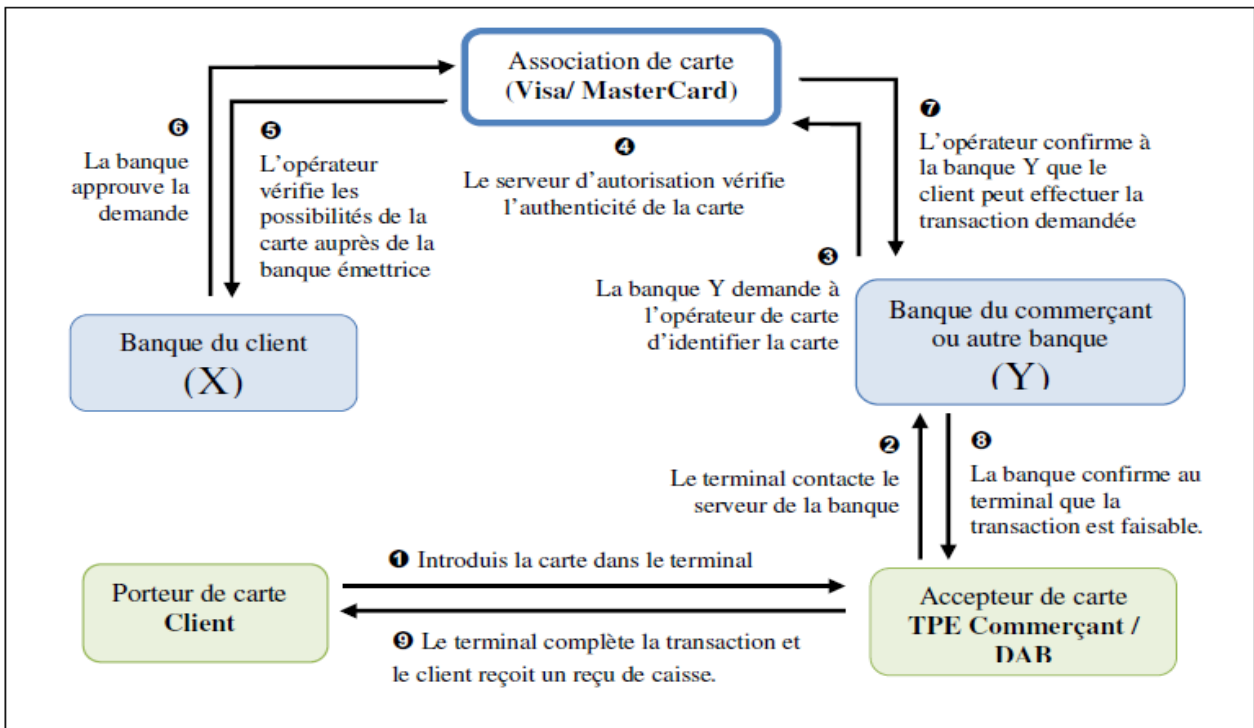 Association de carte
(Visa/ MasterCard)
❻
La banque
approuve la
demande
❺
L'opérateur
vérifie les
possibilités de la
carte auprès de la
banque émettrice
❹
Le serveur d'autorisation vérifie
l'authenticité de la carte
❼
L'opérateur confirme à
la banque Y que le
client peut effectuer la
transaction demandée
❸
La banque Y demande à
l'opérateur de carte
d'identifier la carte
Banque du client
(X)
Banque du commerçant
ou autre banque
(Y)
❷
Le terminal contacte le
serveur de la banque
❽
La banque confirme au
terminal que la
transaction est faisable.
❶ Introduis la carte dans le terminal
Porteur de carte
Client
Accepteur de carte
TPE Commerçant /
DAB
❾ Le terminal complète la transaction et
le client reçoit un reçu de caisse.